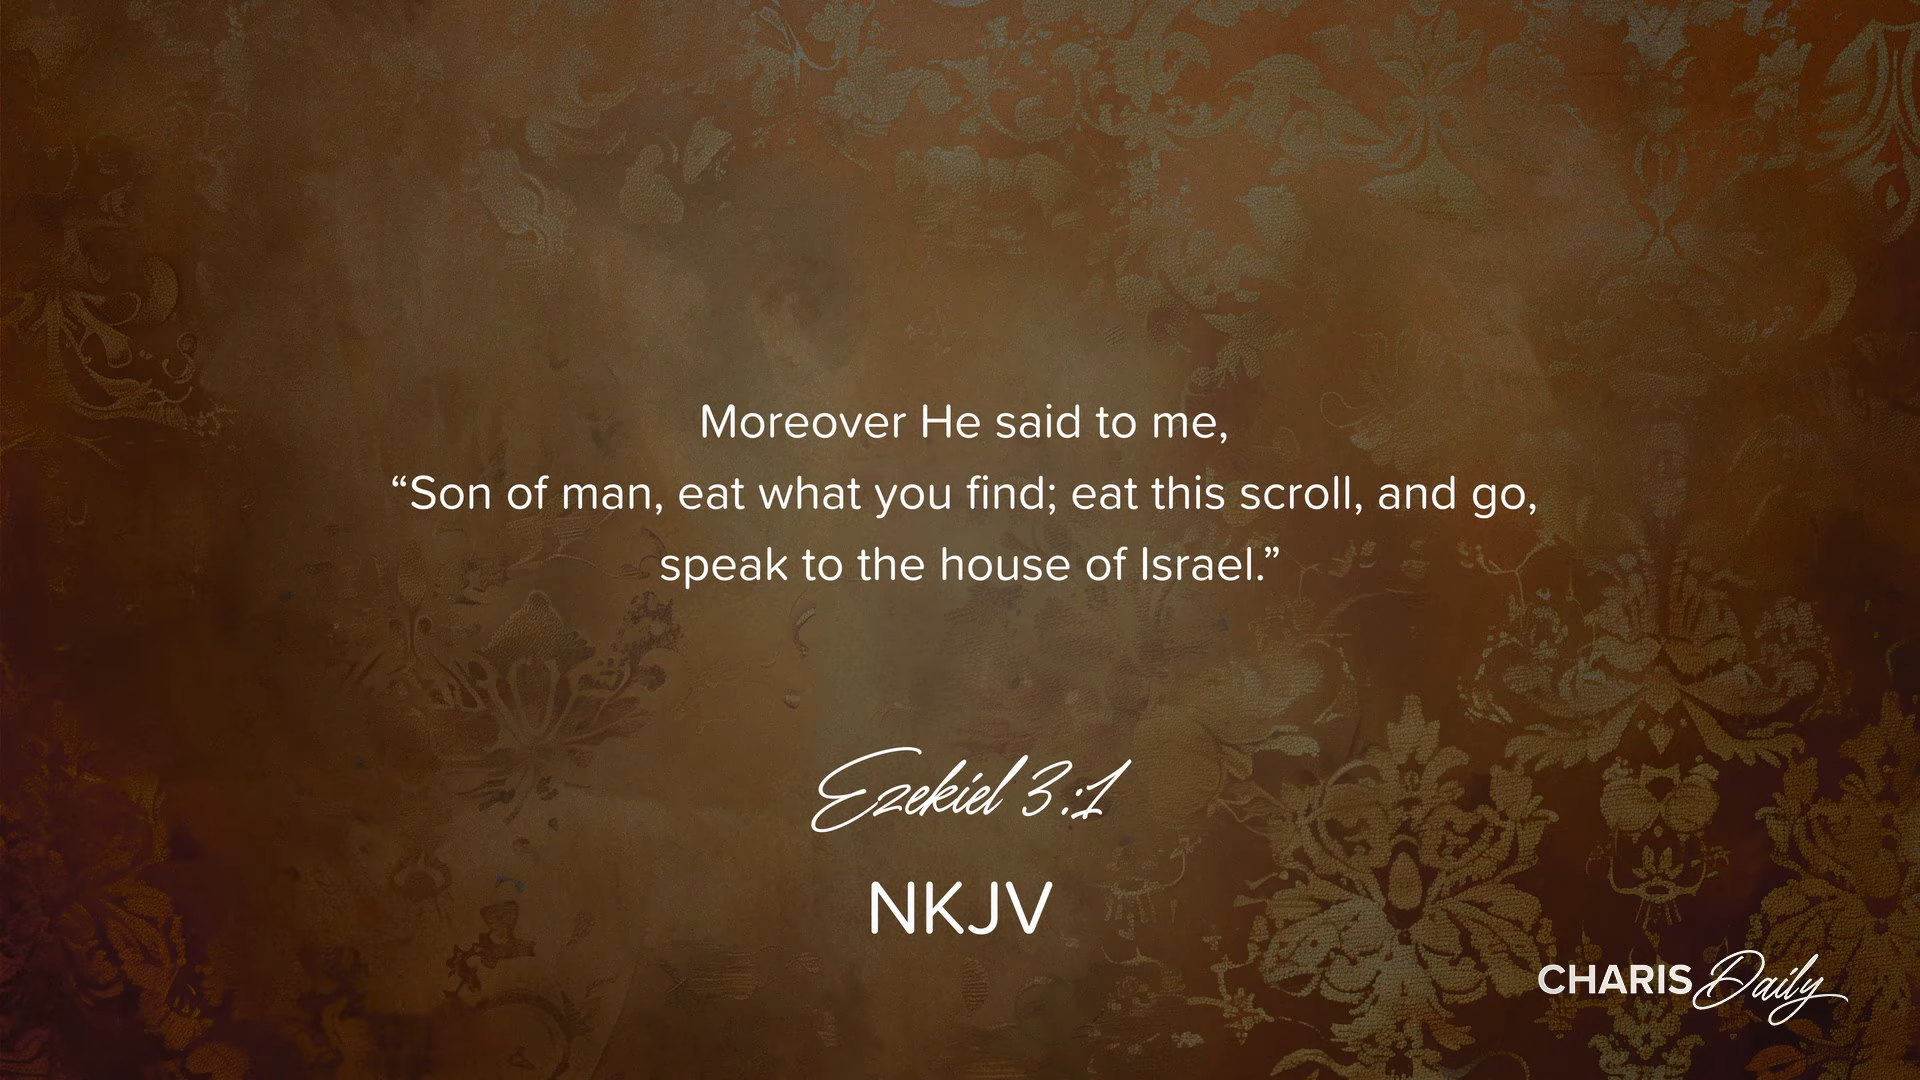 Moreover He said to me,
“Son of man, eat what you find; eat this scroll, and go,
speak to the house of Israel.”
Ezekiel 3:1
NKJV
CHARIS Daily